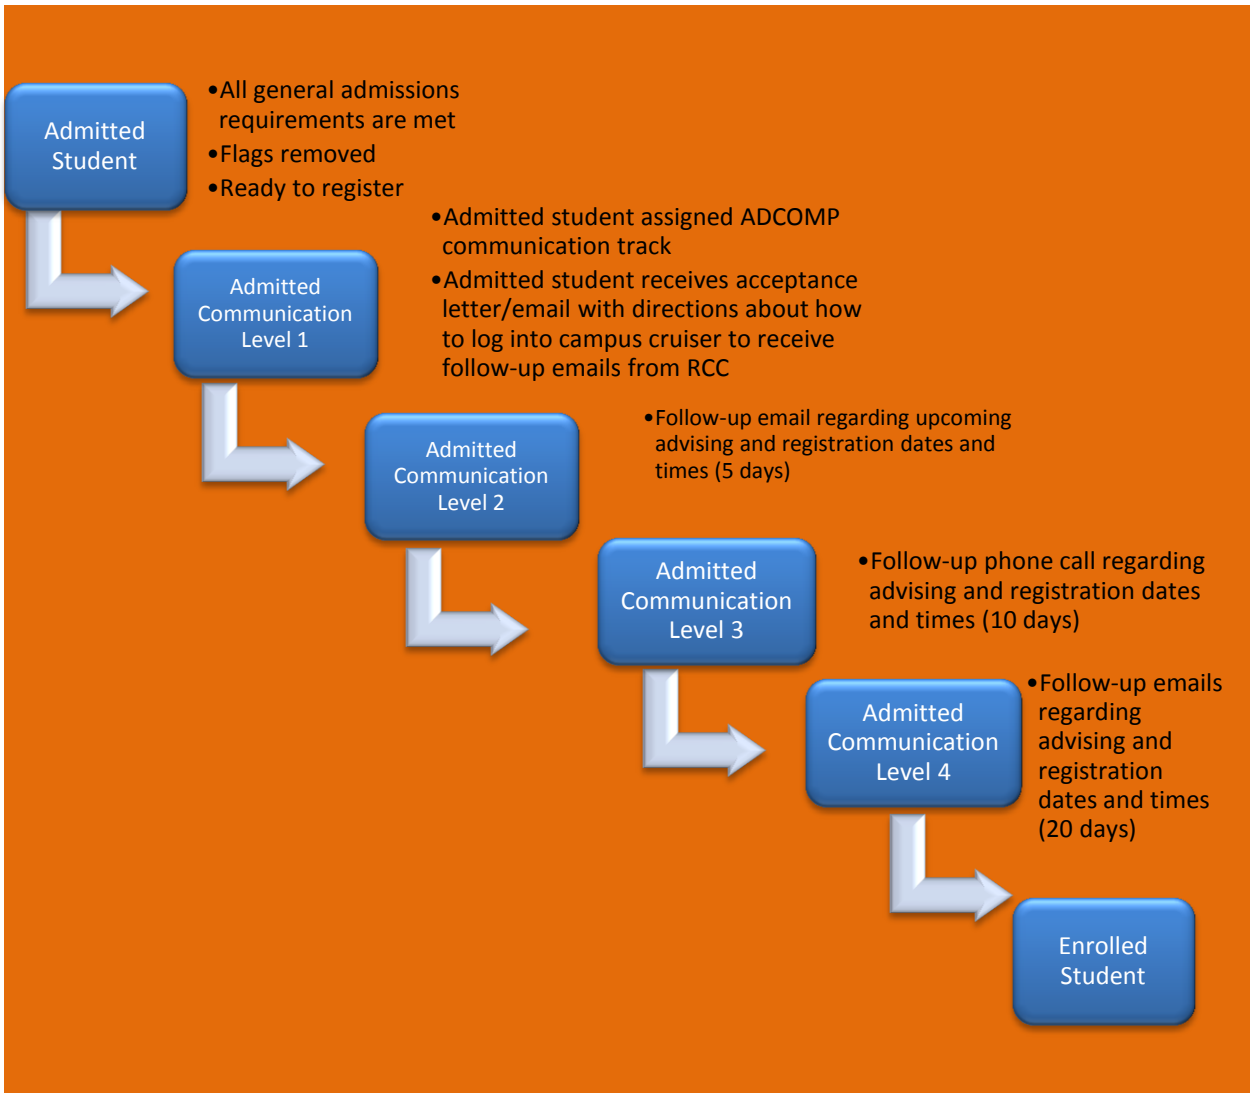 Admitted
Student
•All general admissions
requirements are met
•Flags removed
•Ready to register
Admitted
Communication
Level 1
•Admitted student assigned ADCOMP
communication track
•Admitted student receives acceptance
letter/email with directions about how
to log into campus cruiser to receive
follow-up emails from RCC
Admitted
Communication
Level 2
•Follow-up email regarding upcoming
advising and registration dates and
times (5 days)
Admitted
Communication
Level 3
•Follow-up phone call regarding
advising and registration dates
and times (10 days)
Admitted
Communication
Level 4
•Follow-up emails
regarding
advising and
registration
dates and times
(20 days)
Enrolled
Student